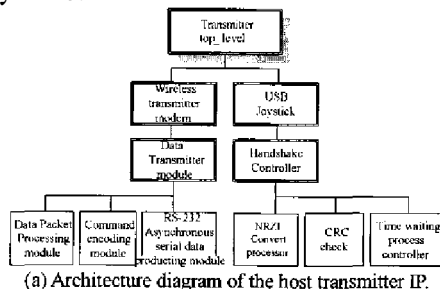 Transmitter
top_level
Wireless
transmitter
modem
USB
Joystick
Data
Transmitter
module
Handshake
Controller
Data Packet
Processing
module
Command
encoding
module
RS-232
Asynchronous
serial data
producting module
NRZI
Convert
processor
CRC
check
Time waiting
process
controller
(a) Architecture diagram of the host transmitter IP.